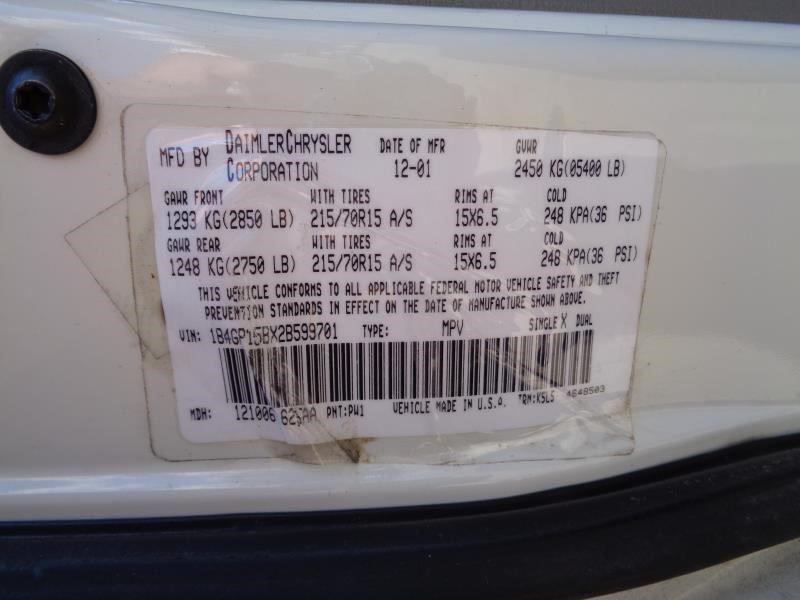 MFD BY DAIMLERCHRYSLER CORPORATION DATE OF MFR 12-01 GVWR 2450 KG(05400 LB)
GAWR FRONT WITH TIRES RIMS AT COLD
1293 KG(2850 LB) 215/70R15 A/S 15X6.5 248 KPA(36 PSI)
GAWR REAR WITH TIRES RIMS AT COLD
1248 KG(2750 LB) 215/70R15 A/S 15X6.5 248 KPA(36 PSI)
THIS VEHICLE CONFORMS TO ALL APPLICABLE FEDERAL MOTOR VEHICLE SAFETY AND THEFT
PREVENTION STANDARDS IN EFFECT ON THE DATE OF MANUFACTURE SHOWN ABOVE.
VIN: 1B4GP15BX2B599701 TYPE: MPV SINGLE X DUAL
MDH: 121006 PNT:PW1 VEHICLE MADE IN U.S.A. TRM:K5L5 4648503